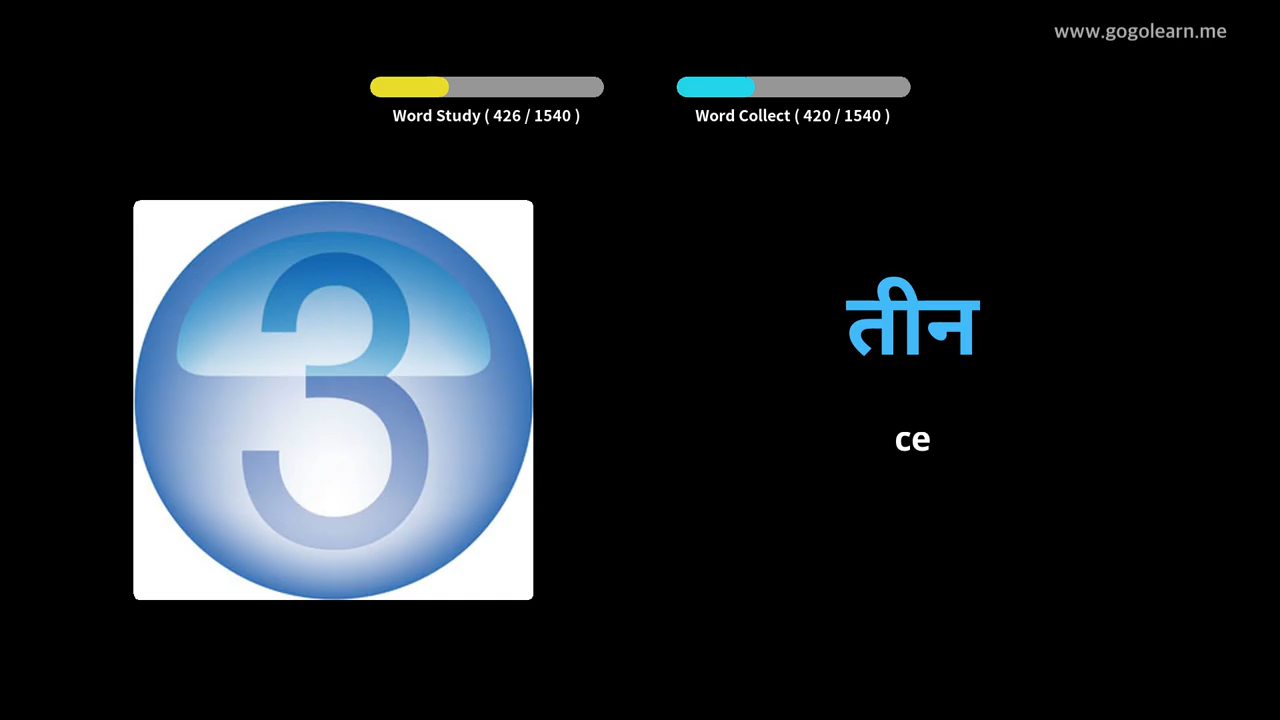 www.gogolearn.me
Word Study ( 426 / 1540 )
Word Collect ( 420 / 1540 )
3
तीन
ce